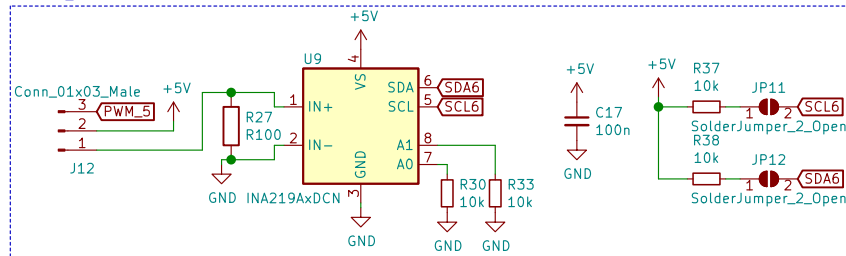 +5V
U9
4
VS
Conn_01x03_Male
+5V
3
PWM_5
2
1
J12
R27
R100
GND
1
IN+
2
IN-
SDA
6
SDA6
SCL
5
SCL6
A1
8
A0
7
GND
3
INA219AxDCN
GND
R30
10k
R33
10k
GND
GND
+5V
C17
100n
GND
+5V
R37
10k
JP11
1
2
SCL6
SolderJumper_2_Open
R38
10k
JP12
1
2
SDA6
SolderJumper_2_Open